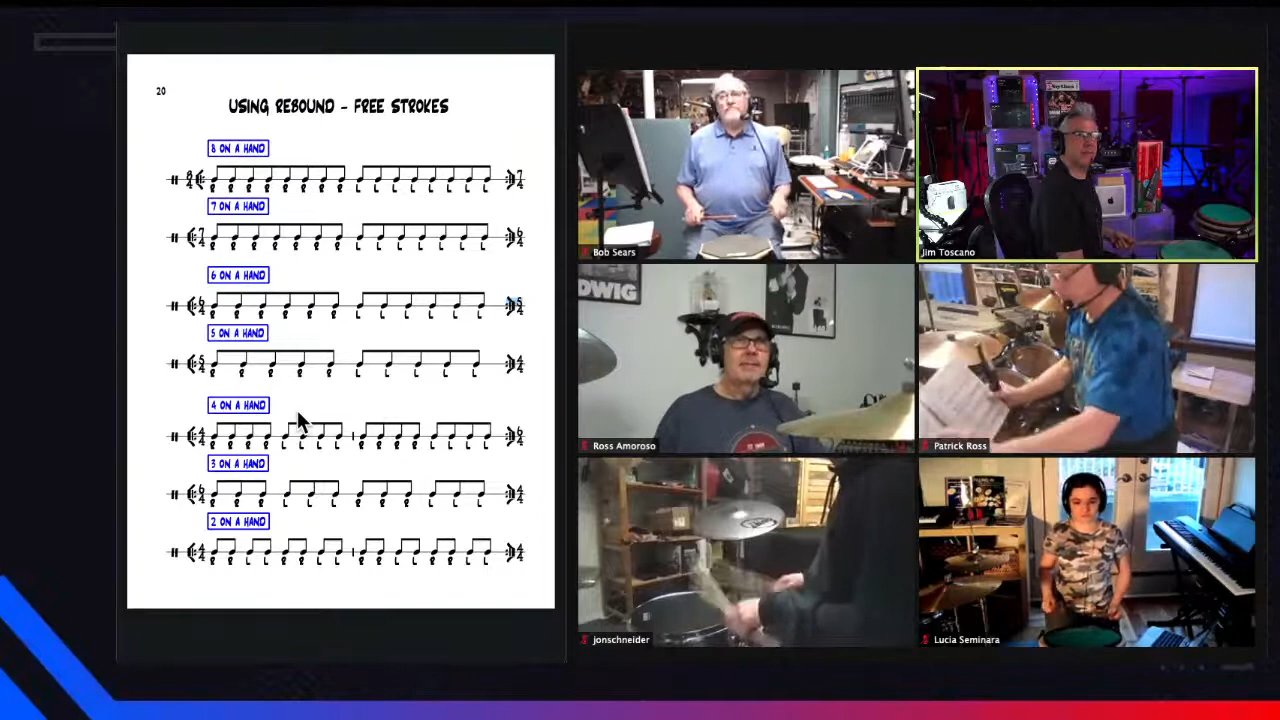 20
USING REBOUND - FREE STROKES
8 ON A HAND
R R R R R R R R L L L L L L L L
7 ON A HAND
R R R R R R R L L L L L L L
6 ON A HAND
R R R R R R L L L L L L
5 ON A HAND
R R R R R L L L L L
4 ON A HAND
R R R R L L L L R R R R L L L L
3 ON A HAND
R R R L L L R R R L L L
2 ON A HAND
R R L L R R L L R R L L R R L L
Bob Sears
Jim Toscano
DWIG
Ross Amoroso
Patrick Ross
jonschneider
Lucia Seminara